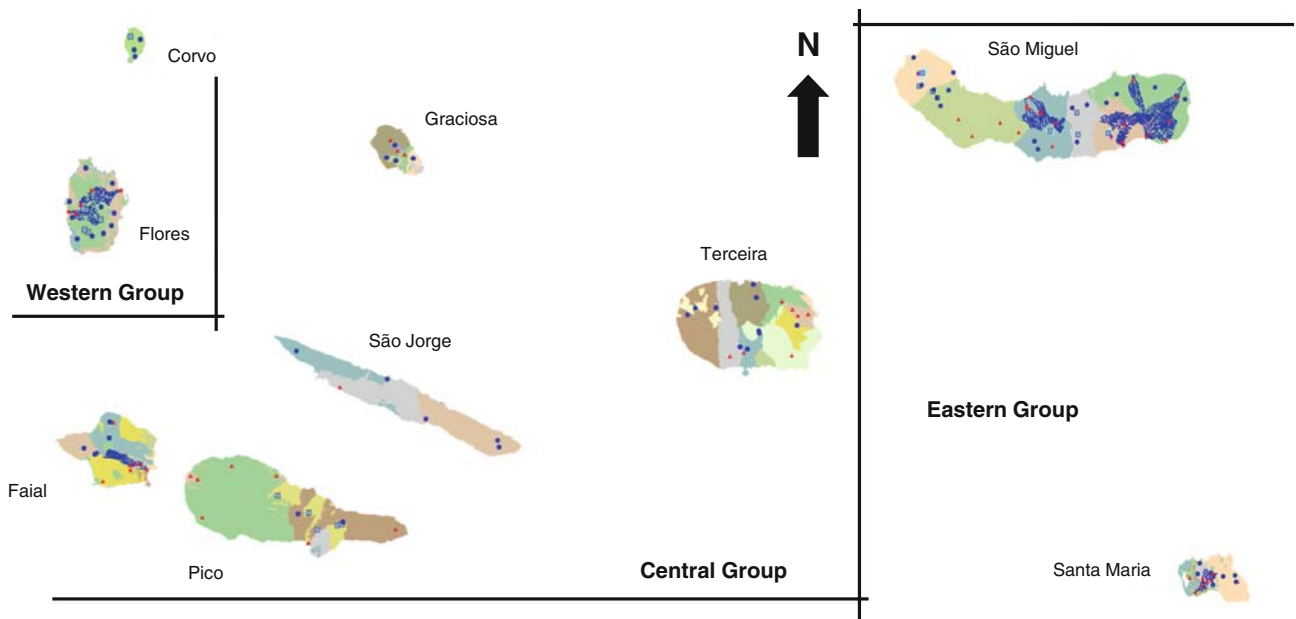 Corvo
N
São Miguel
Graciosa
Flores
Terceira
Western Group
São Jorge
Eastern Group
Faial
Pico
Central Group
Santa Maria